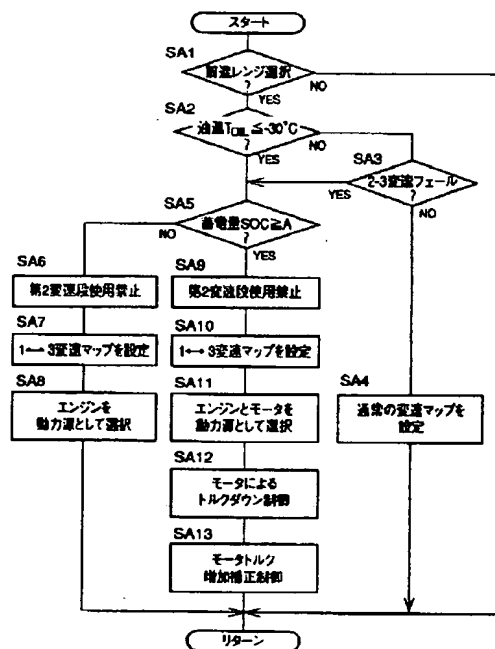 スタート
SA1
前進レンジ選択
?
NO
YES
SA2
油温TOIL≦-30°C
?
NO
YES
SA3
2-3変速フェール
?
YES
NO
SA5
蓄電量SOC≧A
?
NO
YES
SA6
第2変速段使用禁止
SA7
1↔3変速マップを設定
SA8
エンジンを
動力源として選択
SA9
第2変速段使用禁止
SA10
1↔3変速マップを設定
SA11
エンジンとモータを
動力源として選択
SA12
モータによる
トルクダウン制御
SA13
モータトルク
増加補正制御
SA4
通常の変速マップを
設定
リターン